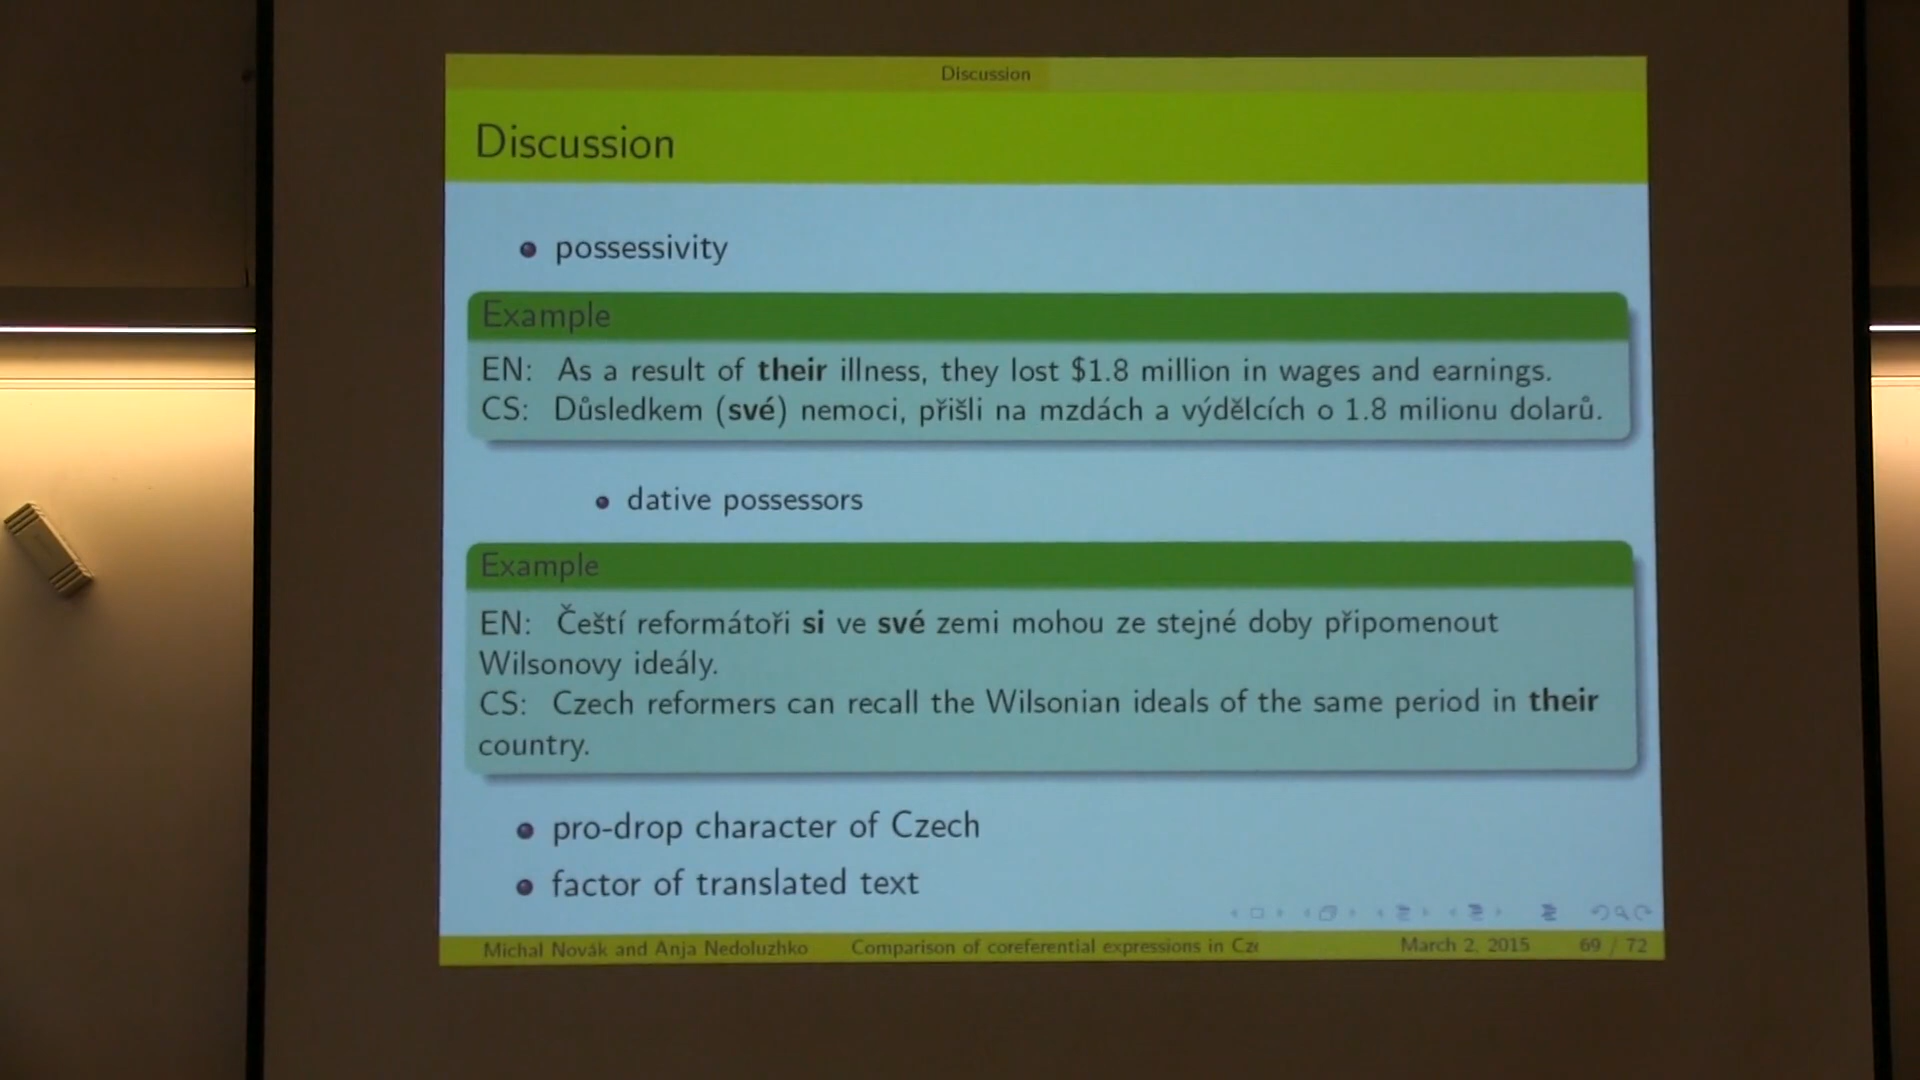 Discussion
Discussion
possessivity
Example
EN: As a result of their illness, they lost $1.8 million in wages and earnings.
CS: Důsledkem (své) nemoci, přišli na mzdách a výdělcích o 1.8 milionu dolarů.
dative possessors
Example
EN: Čeští reformátoři si ve své zemi mohou ze stejné doby připomenout
Wilsonovy ideály.
CS: Czech reformers can recall the Wilsonian ideals of the same period in their
country.
pro-drop character of Czech
factor of translated text
Michal Novák and Anja Nedoluzhko Comparison of coreferential expressions in Cze March 2, 2015 69 / 72